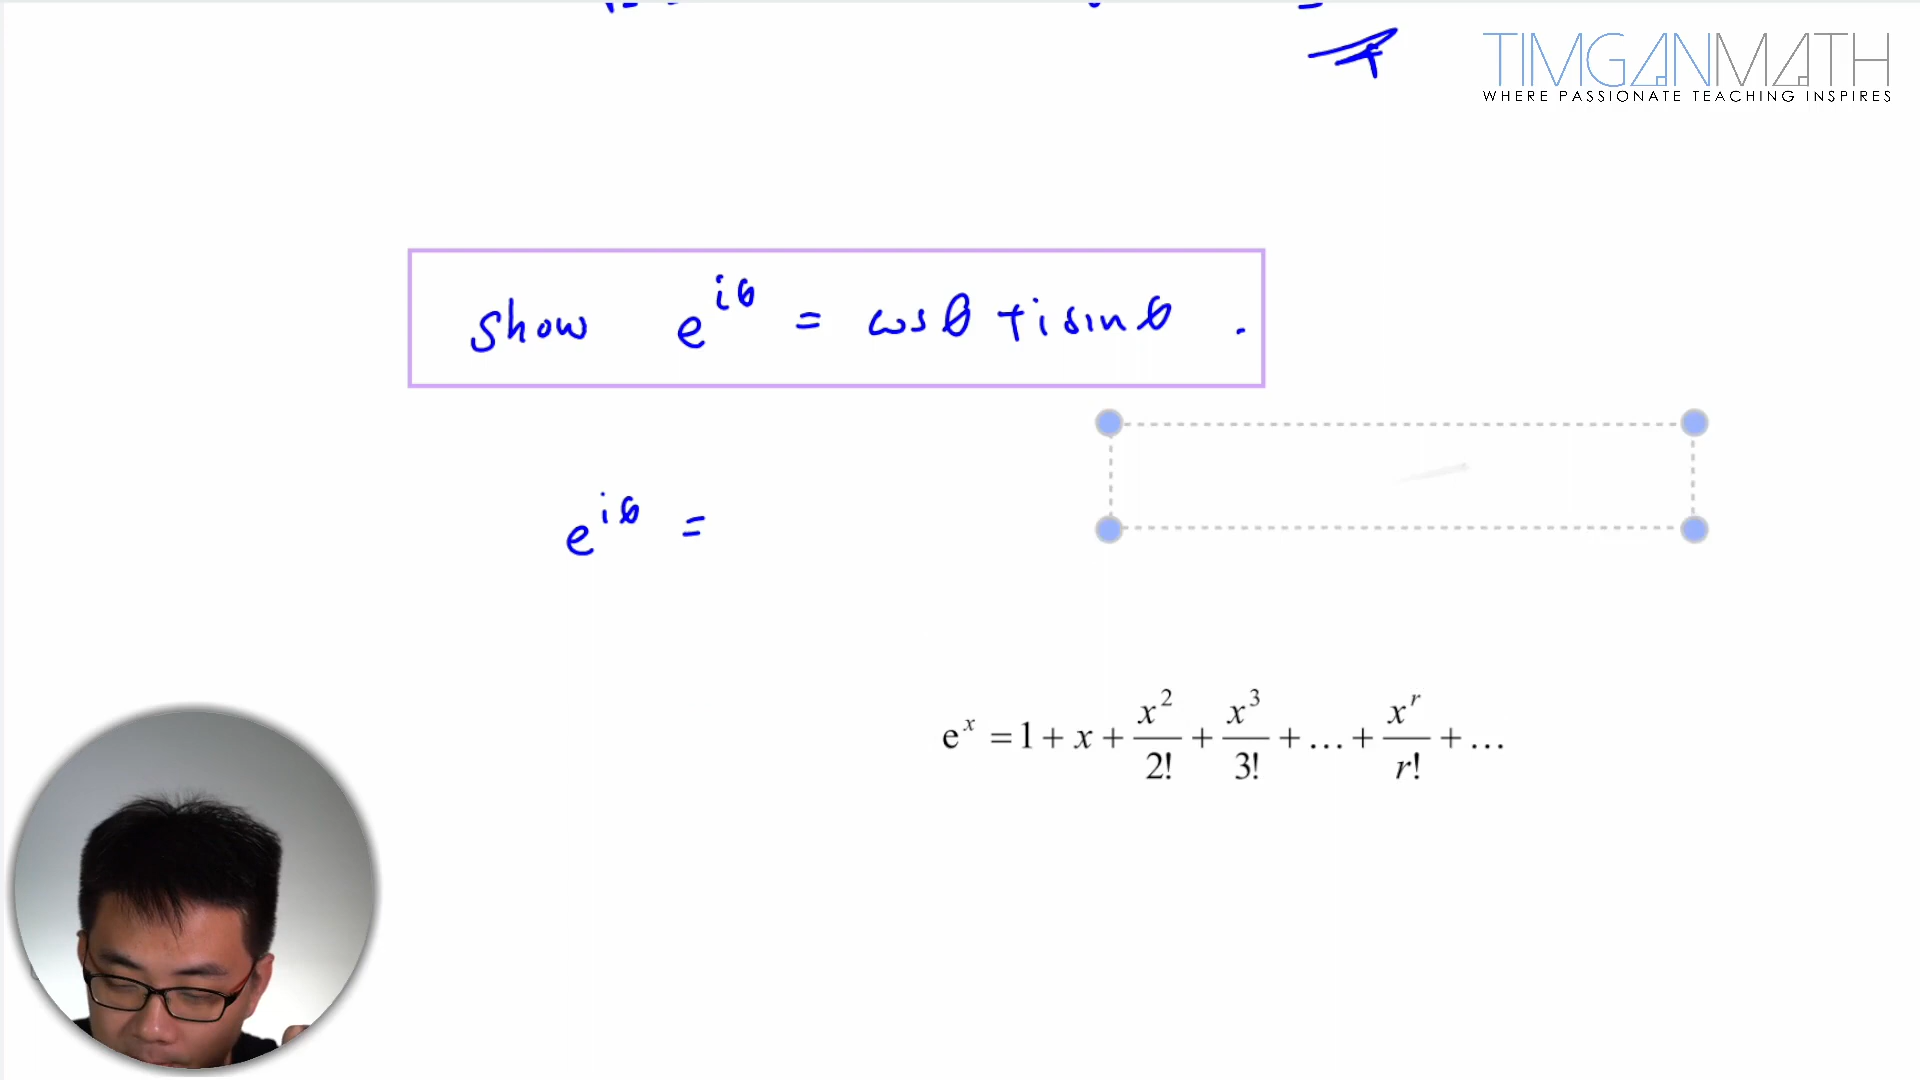 TIMGANMATH
WHERE PASSIONATE TEACHING INSPIRES
show e^{iθ} = cosθ + i sinθ .
e^{iθ} =
e^x = 1 + x + x^2/2! + x^3/3! + … + x^r/r! + …